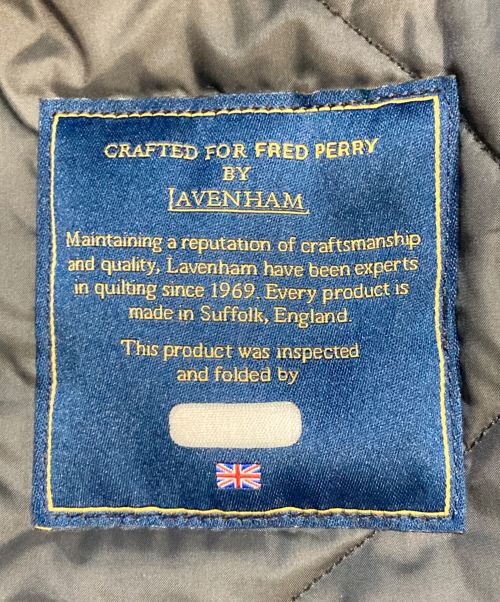 CRAFTED FOR FRED PERRY
BY
LAVENHAM
Maintaining a reputation of craftsmanship
and quality, Lavenham have been experts
in quilting since 1969. Every product is
made in Suffolk, England.
This product was inspected
and folded by